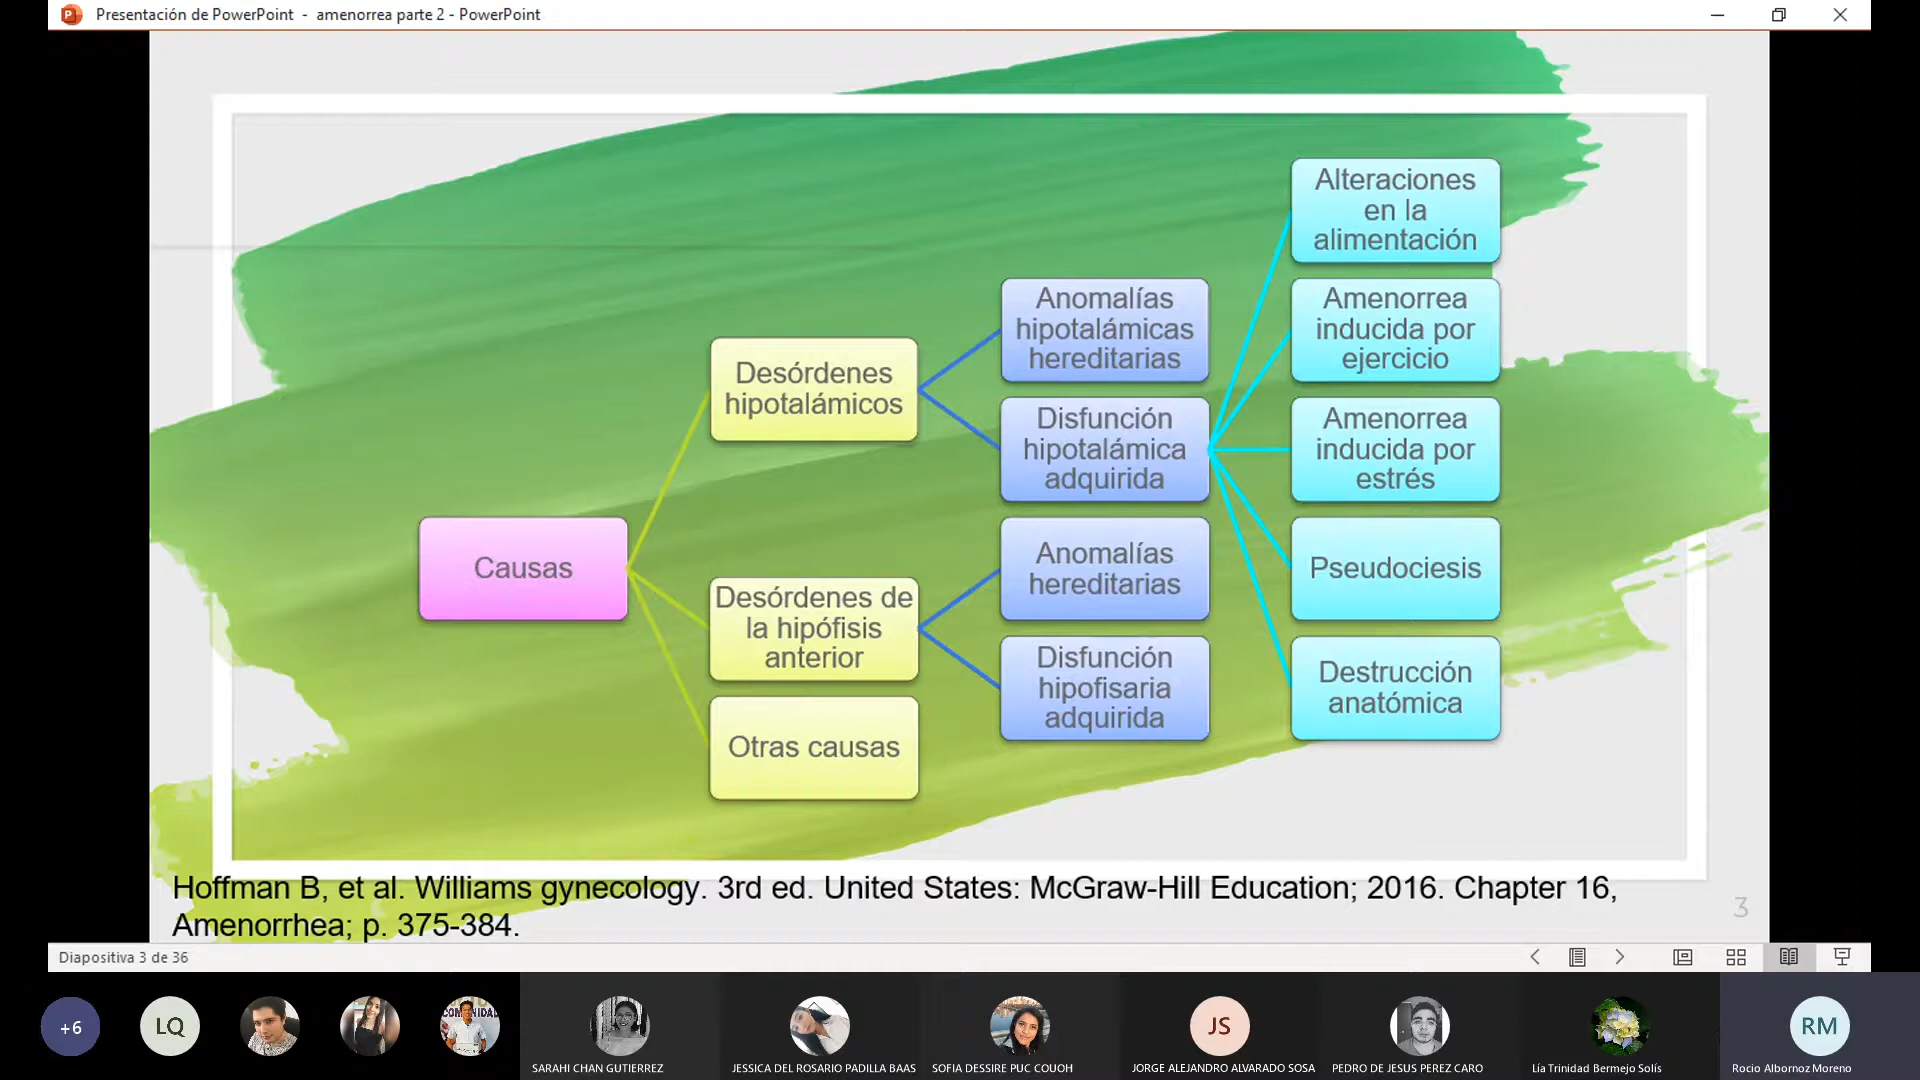 Presentación de PowerPoint - amenorrea parte 2 - PowerPoint
Causas
Desórdenes
hipotalámicos
Desórdenes de
la hipófisis
anterior
Otras causas
Anomalías
hipotalámicas
hereditarias
Disfunción
hipotalámica
adquirida
Anomalías
hereditarias
Disfunción
hipofisaria
adquirida
Alteraciones
en la
alimentación
Amenorrea
inducida por
ejercicio
Amenorrea
inducida por
estrés
Pseudociesis
Destrucción
anatómica
Hoffman B, et al. Williams gynecology. 3rd ed. United States: McGraw-Hill Education; 2016. Chapter 16,
Amenorrhea; p. 375-384.
3
Diapositiva 3 de 36
+6
LQ
COMUNIDAD
JS
RM
SARAHI CHAN GUTIERREZ
JESSICA DEL ROSARIO PADILLA BAAS
SOFIA DESSIRE PUC COUOH
JORGE ALEJANDRO ALVARADO SOSA
PEDRO DE JESUS PEREZ CARO
Lía Trinidad Bermejo Solís
Rocio Albornoz Moreno